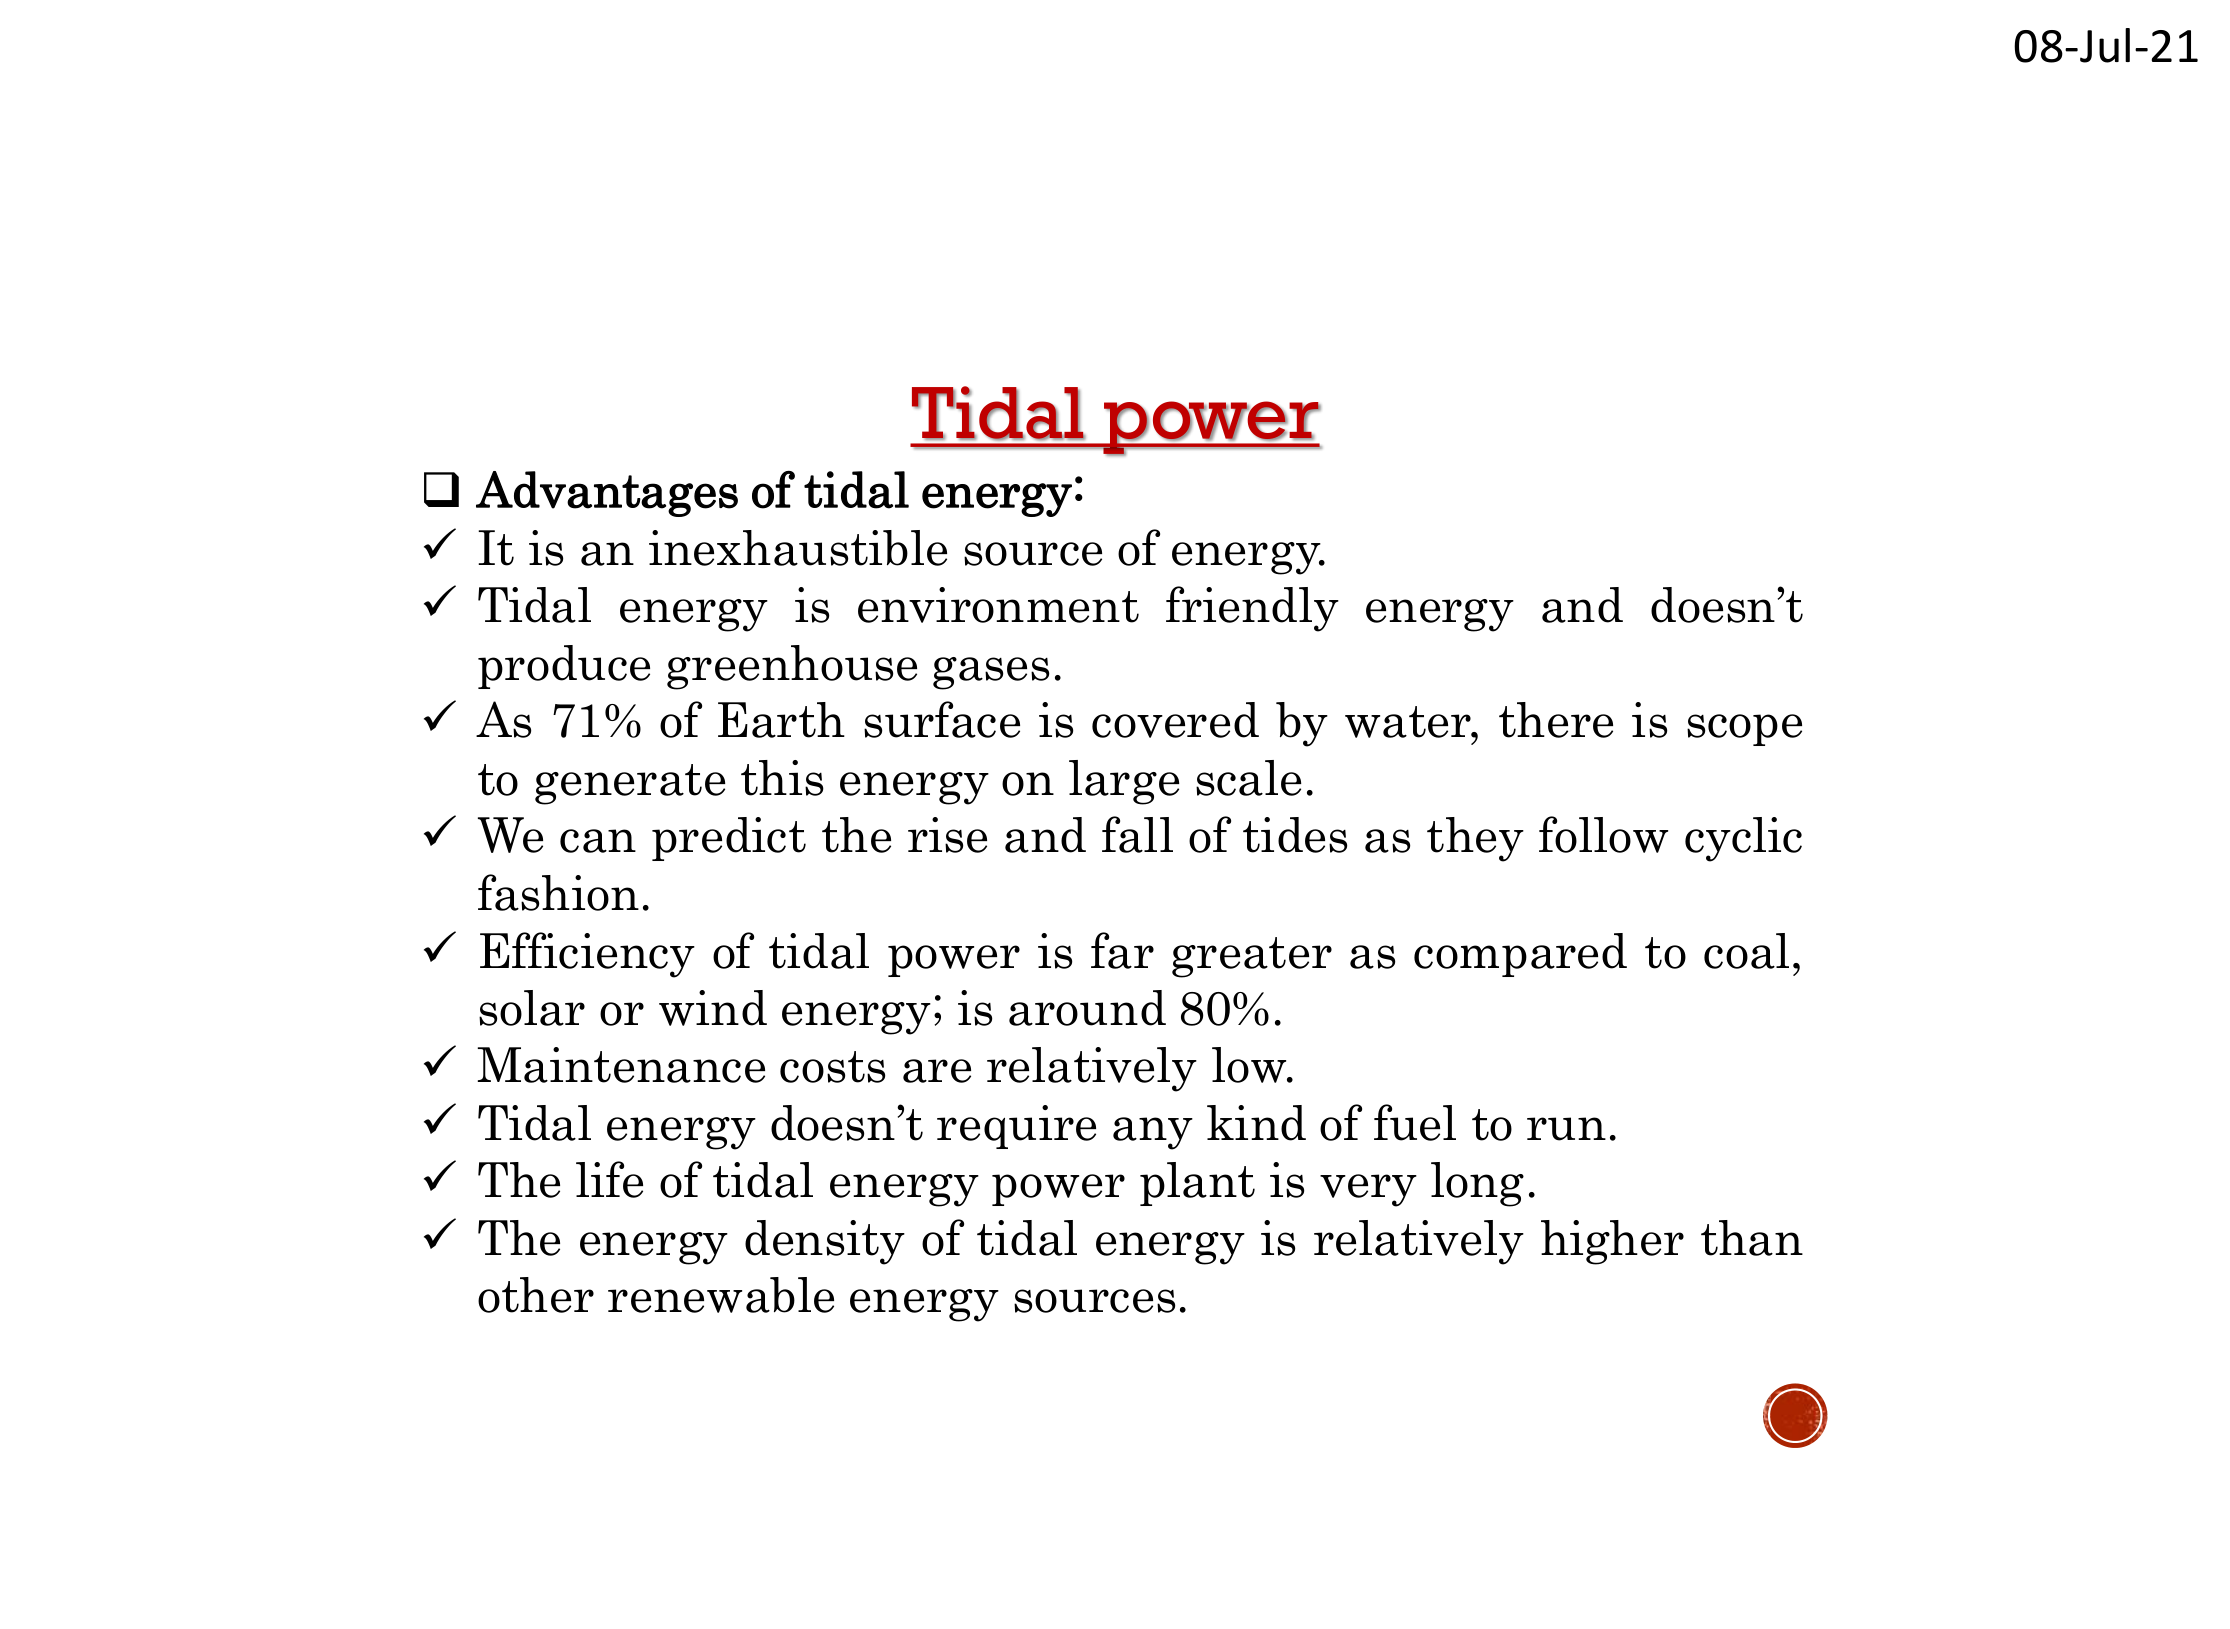 08-Jul-21
Tidal power
❑ Advantages of tidal energy:
✓ It is an inexhaustible source of energy.
✓ Tidal energy is environment friendly energy and doesn’t
produce greenhouse gases.
✓ As 71% of Earth surface is covered by water, there is scope
to generate this energy on large scale.
✓ We can predict the rise and fall of tides as they follow cyclic
fashion.
✓ Efficiency of tidal power is far greater as compared to coal,
solar or wind energy; is around 80%.
✓ Maintenance costs are relatively low.
✓ Tidal energy doesn’t require any kind of fuel to run.
✓ The life of tidal energy power plant is very long.
✓ The energy density of tidal energy is relatively higher than
other renewable energy sources.